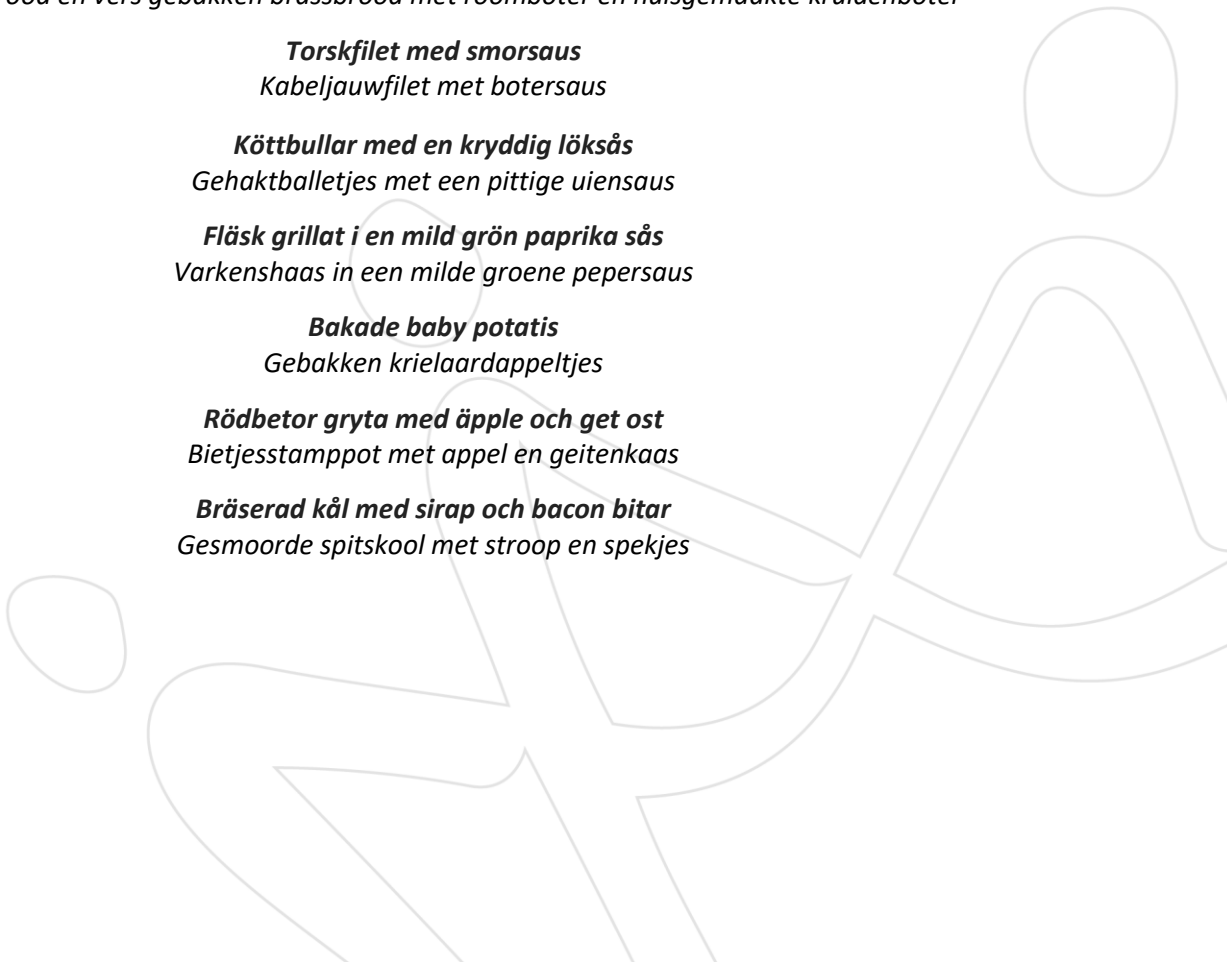 en vers gebakken brassbrood met roomboter en huisgemaakte kruidenboter
Torskfilet med smorsaus
Kabeljauwfilet met botersaus
Köttbullar med en kryddig löksås
Gehaktballetjes met een pittige uiensaus
Fläsk grillat i en mild grön paprika sås
Varkenshaas in een milde groene pepersaus
Bakade baby potatis
Gebakken krielaardappeltjes
Rödbetor gryta med äpple och get ost
Bietjesstamppot met appel en geitenkaas
Bräserad kål med sirap och bacon bitar
Gesmoorde spitskool met stroop en spekjes